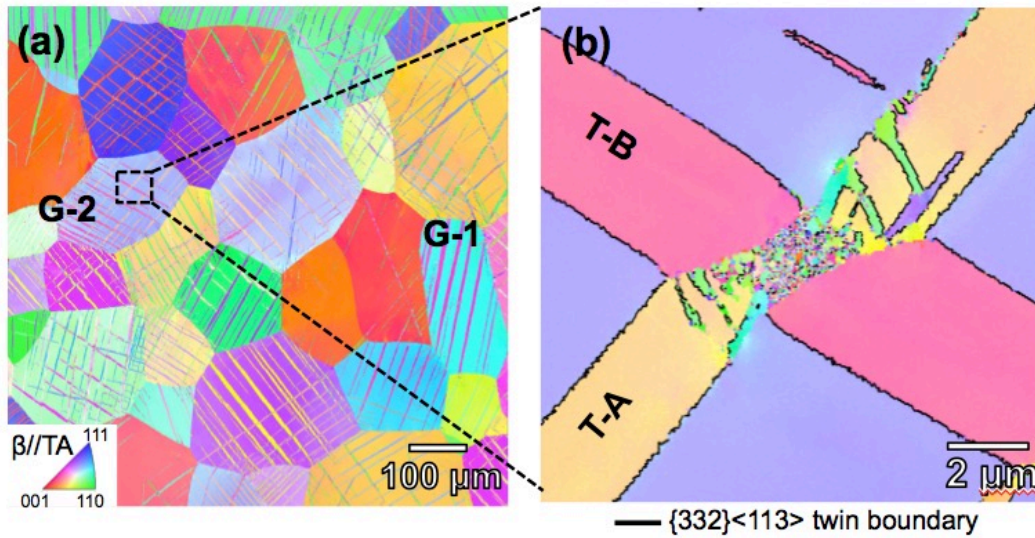 (a)
G-2
G-1
β//TA
111
001
110
100 µm
(b)
T-B
T-A
2 µm
{332}<113> twin boundary